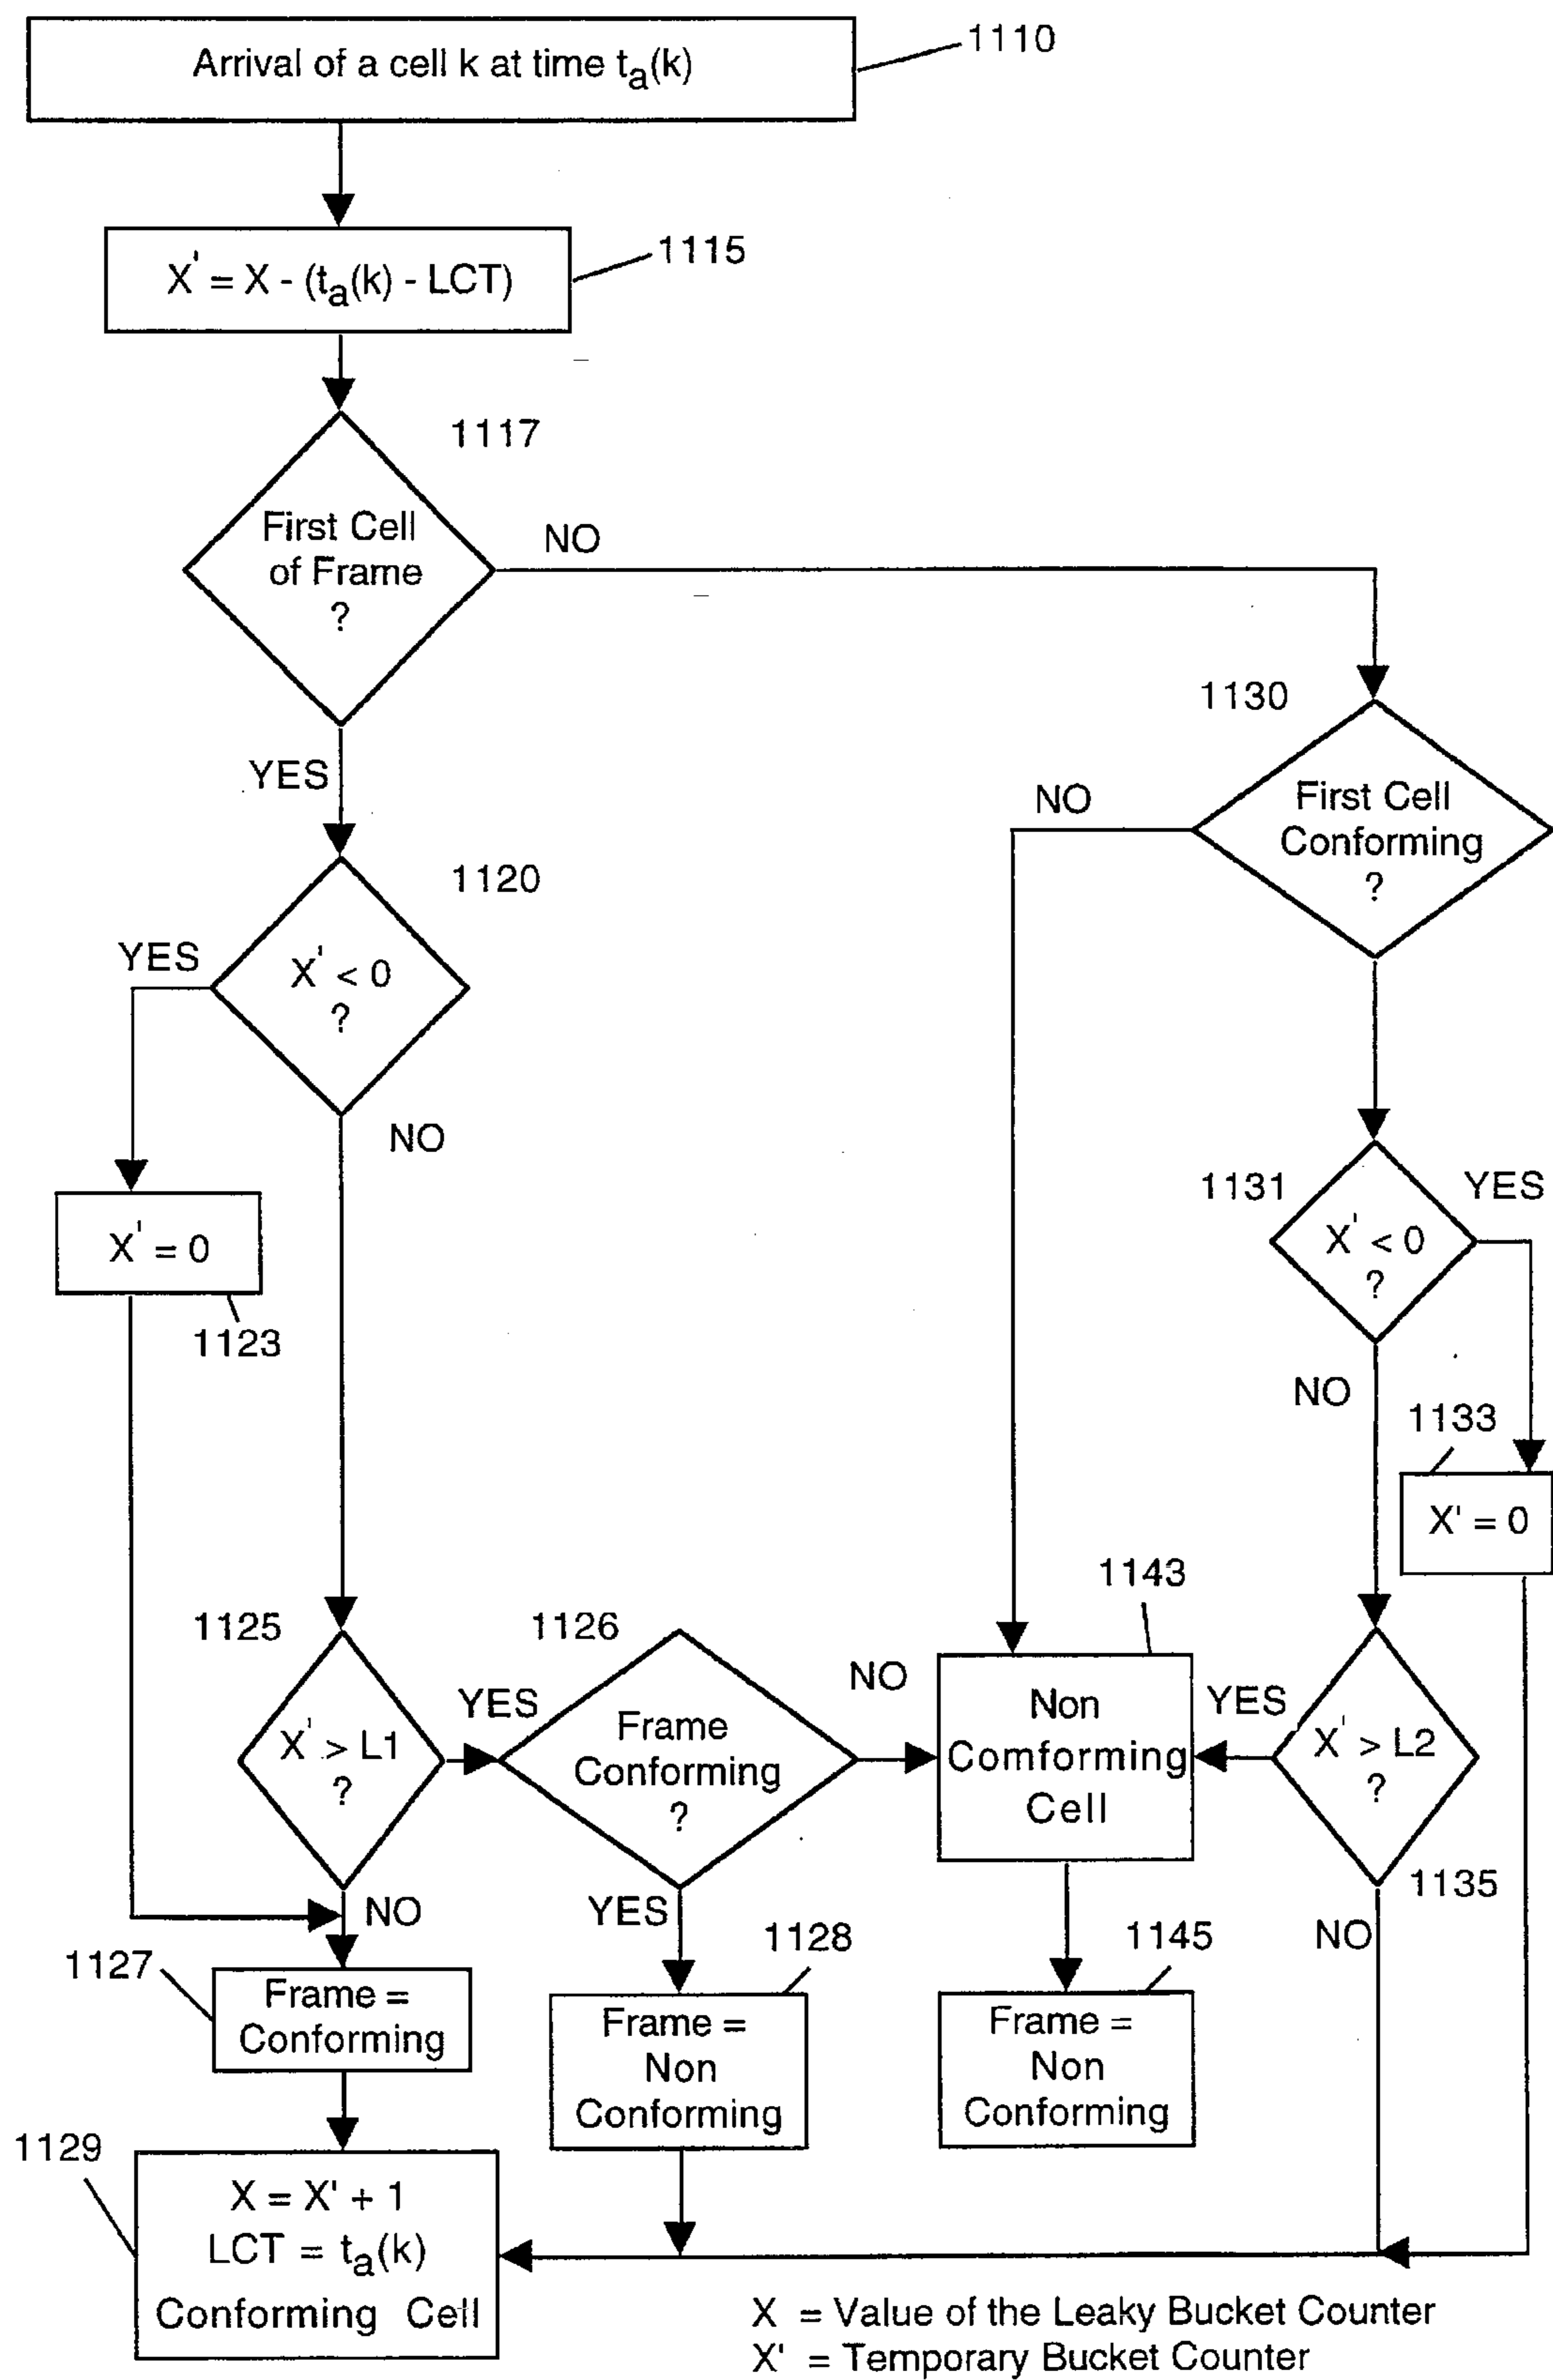 Arrival of a cell k at time ta(k)
1110
X' = X - (ta(k) - LCT)
1115
1117
First Cell
of Frame
?
NO
YES
1130
First Cell
Conforming
?
NO
1120
X' < 0
?
YES
NO
X' = 0
1123
1131
X' < 0
?
YES
NO
1133
X' = 0
1125
X' > L1
?
YES
NO
1126
Frame
Conforming
?
NO
YES
1143
Non
Comforming
Cell
YES
X' > L2
?
1135
NO
1127
Frame =
Conforming
1128
Frame =
Non
Conforming
1145
Frame =
Non
Conforming
1129
X = X' + 1
LCT = ta(k)
Conforming Cell
X = Value of the Leaky Bucket Counter
X' = Temporary Bucket Counter